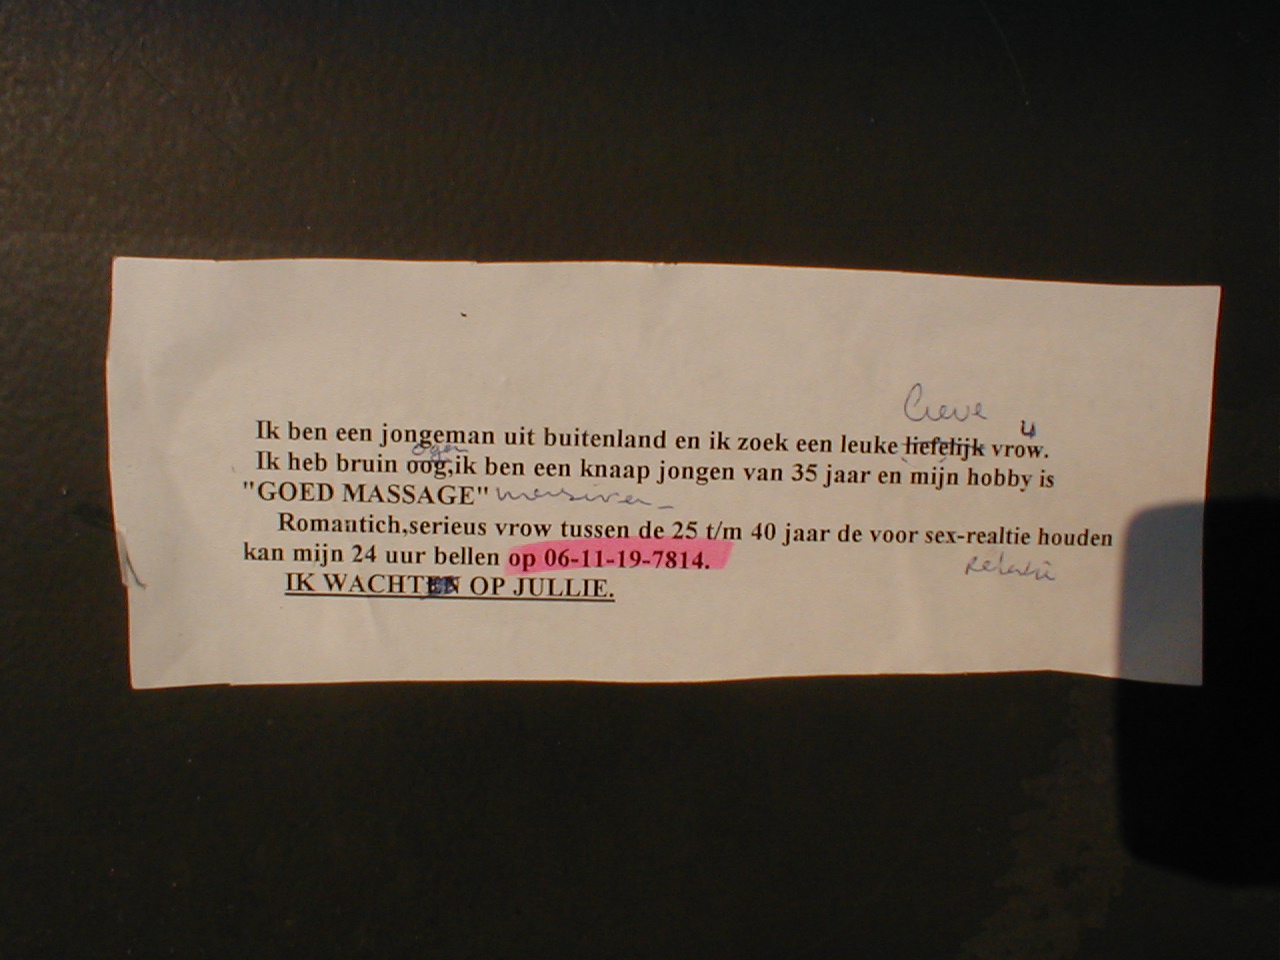 lieve
Ik ben een jongeman uit buitenland en ik zoek een leuke liefelijk vrow.
u
ogen
Ik heb bruin oog,ik ben een knaap jongen van 35 jaar en mijn hobby is
"GOED MASSAGE"
Romantich,serieus vrow tussen de 25 t/m 40 jaar de voor sex-realtie houden
kan mijn 24 uur bellen op 06-11-19-7814.
Relatie
IK WACHTEN OP JULLIE.